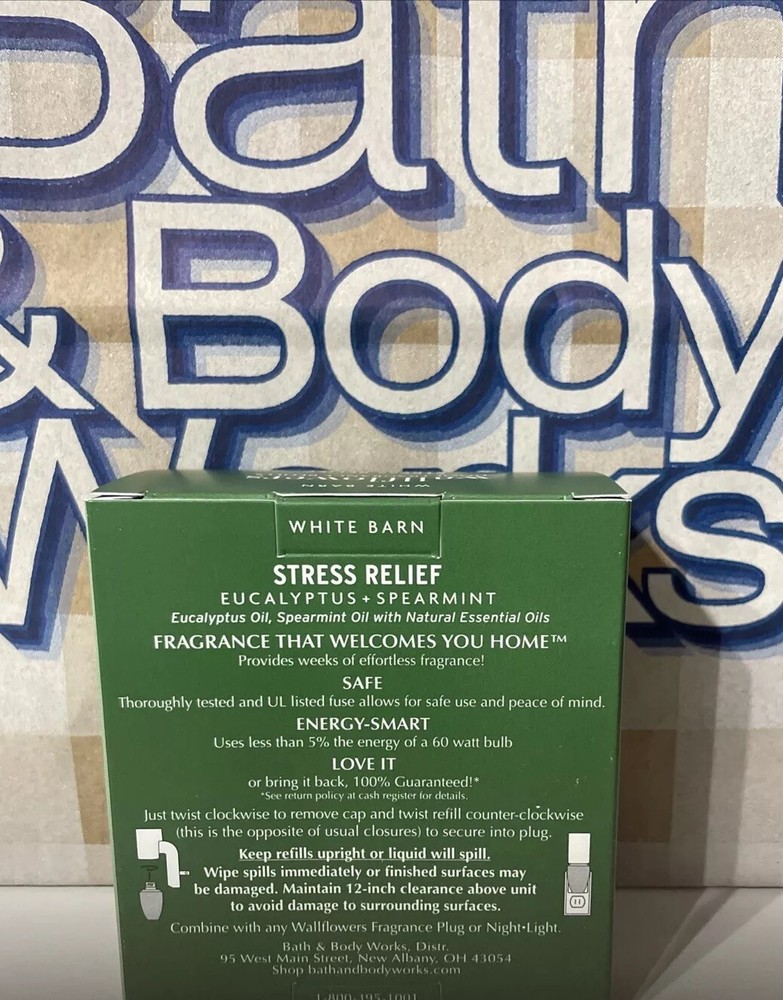 Bath
& Body
Works
WHITE BARN
WHITE BARN
STRESS RELIEF
EUCALYPTUS + SPEARMINT
Eucalyptus Oil, Spearmint Oil with Natural Essential Oils
FRAGRANCE THAT WELCOMES YOU HOME™
Provides weeks of effortless fragrance!
SAFE
Thoroughly tested and UL listed fuse allows for safe use and peace of mind.
ENERGY-SMART
Uses less than 5% the energy of a 60 watt bulb
LOVE IT
or bring it back, 100% Guaranteed!*
*See return policy at cash register for details.
Just twist clockwise to remove cap and twist refill counter-clockwise
(this is the opposite of usual closures) to secure into plug.
Keep refills upright or liquid will spill.
Wipe spills immediately or finished surfaces may
be damaged. Maintain 12-inch clearance above unit
to avoid damage to surrounding surfaces.
Combine with any Wallflowers Fragrance Plug or Night•Light.
Bath & Body Works, Distr.
95 West Main Street, New Albany, OH 43054
Shop bathandbodyworks.com
1-800-395-1001